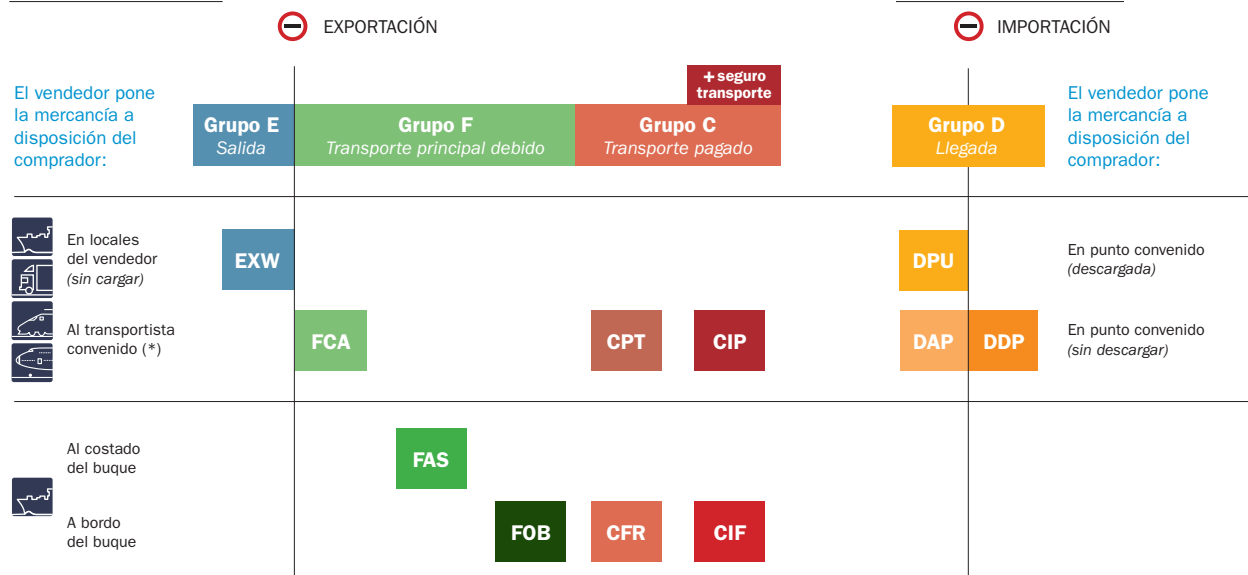 EXPORTACIÓN
IMPORTACIÓN
El vendedor pone
la mercancía a
disposición del
comprador:
Grupo E
Salida
Grupo F
Transporte principal debido
+ seguro
transporte
Grupo C
Transporte pagado
Grupo D
Llegada
El vendedor pone
la mercancía a
disposición del
comprador:
En locales
del vendedor
(sin cargar)
EXW
DPU
En punto convenido
(descargada)
Al transportista
convenido (*)
FCA
CPT
CIP
DAP
DDP
En punto convenido
(sin descargar)
Al costado
del buque
FAS
A bordo
del buque
FOB
CFR
CIF